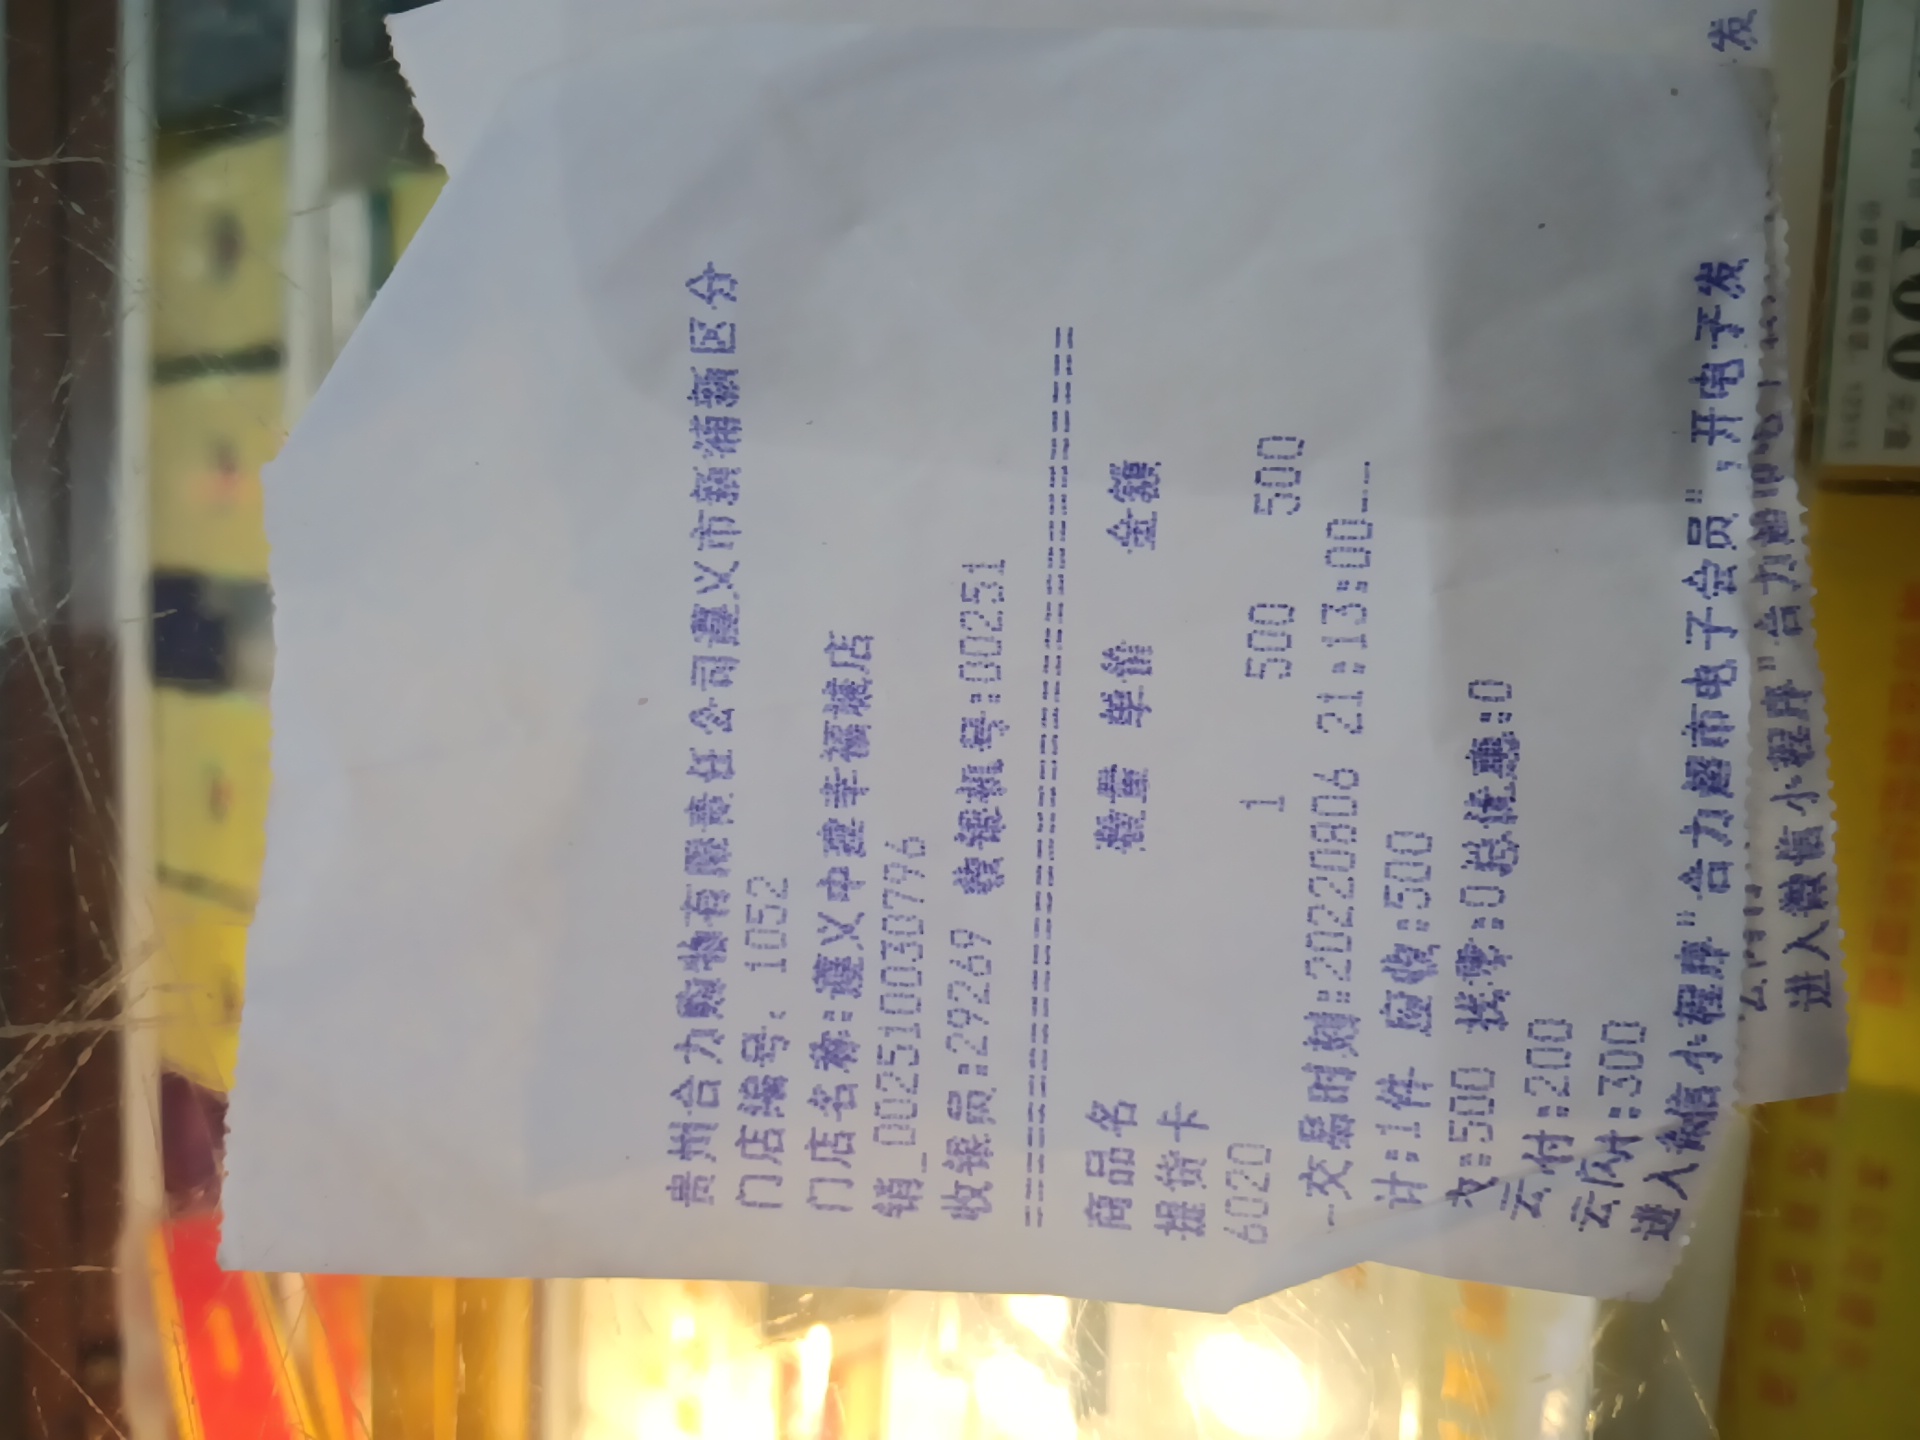 贵州合力购物有限责任公司遵义市新蒲新区分
门店编号: 1052
门店名称:遵义中建幸福城店
销_002510030796
收银员:29269 收银机号:00251
================================
商品名 数量 单价 金额
提货卡
6020 1 500 500
-交易时刻:20220806 21:13:00---
计:1件 应收:500
:500 找零:0总优惠:0
云 付:200
云 付:300
进入微信小程序"合力超市电子会员",开电子发
进入微信小程序"合力
发
100